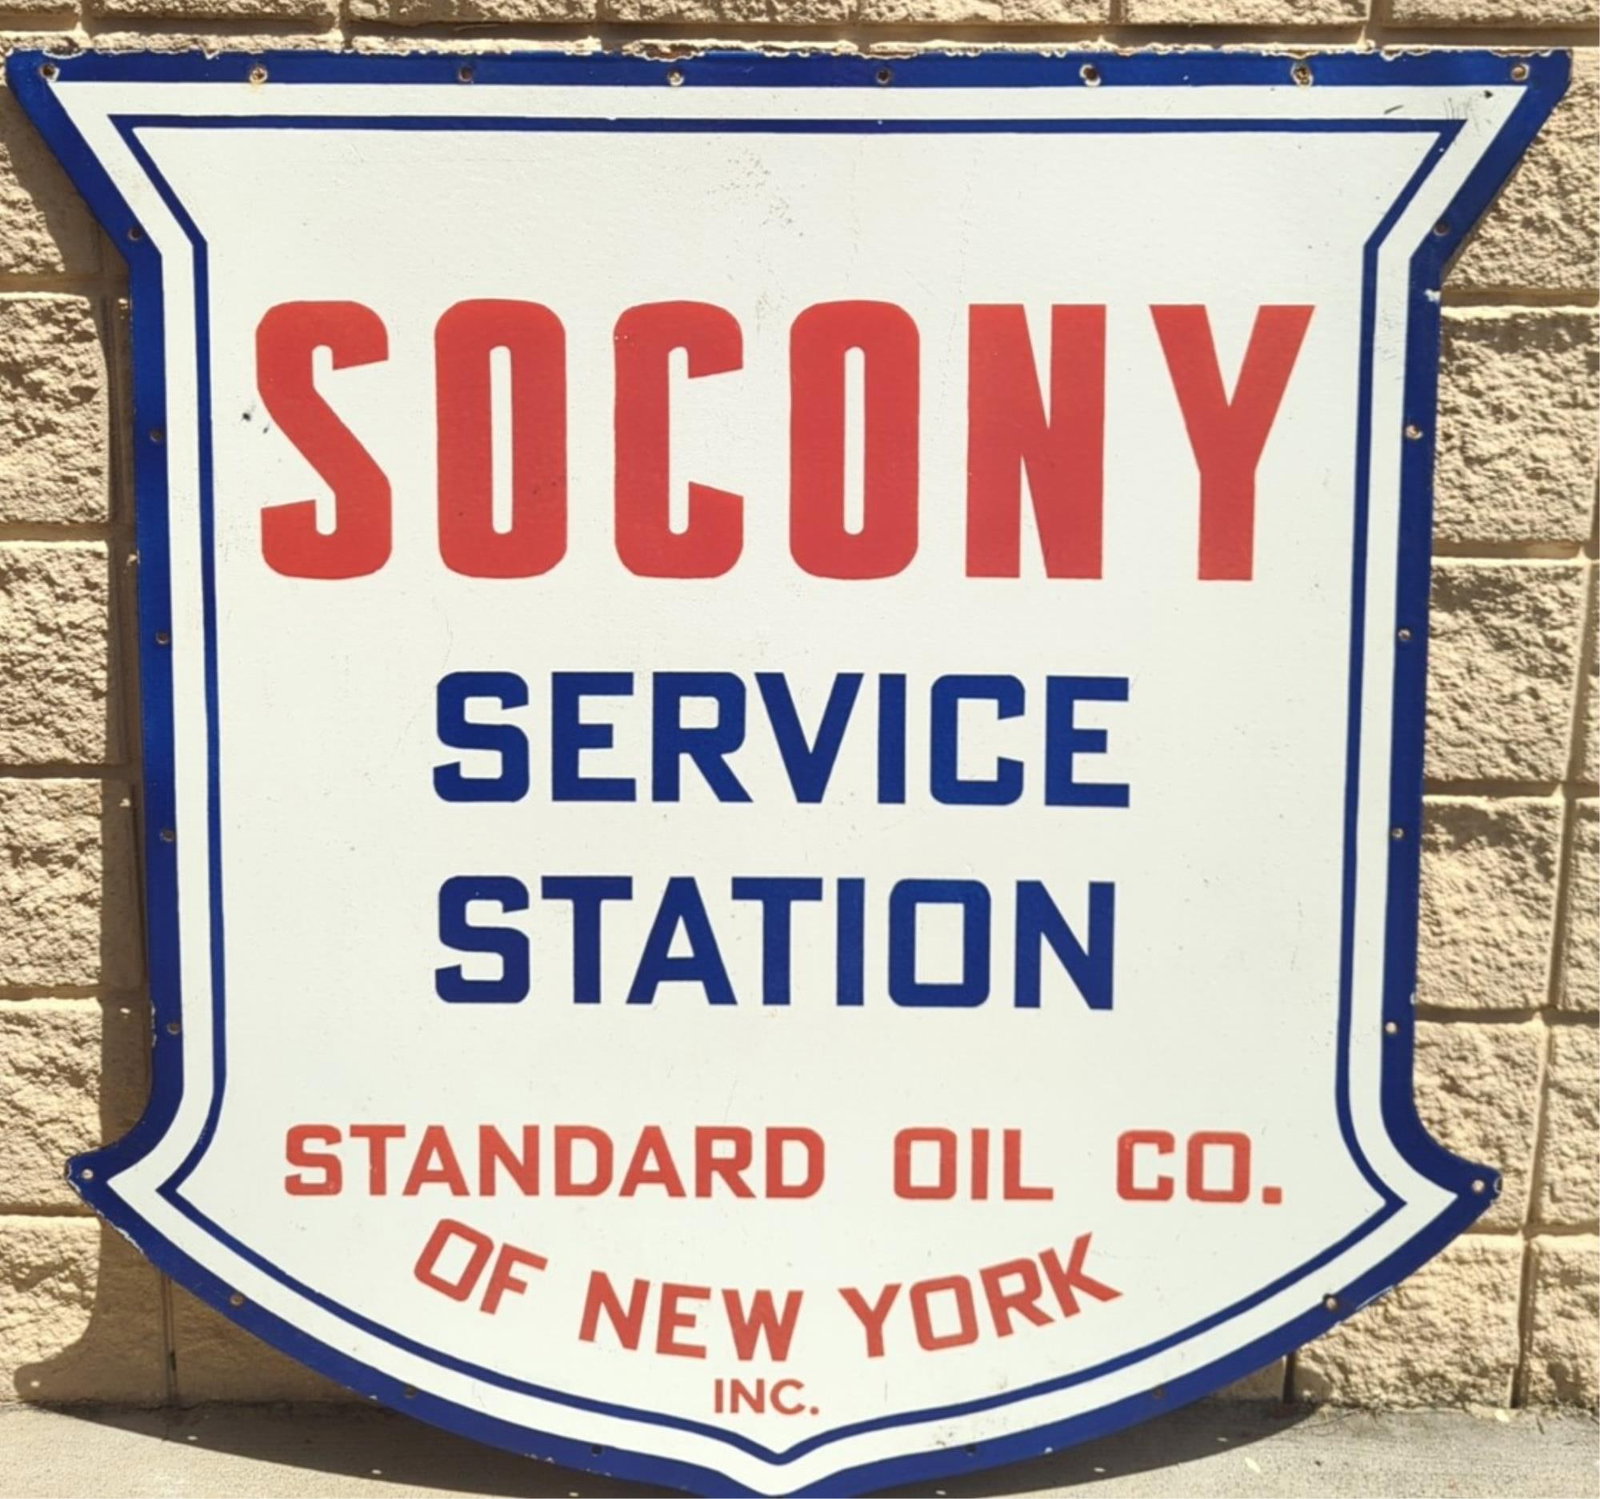 SOCONY
SERVICE
STATION
STANDARD OIL CO.
OF NEW YORK
INC.